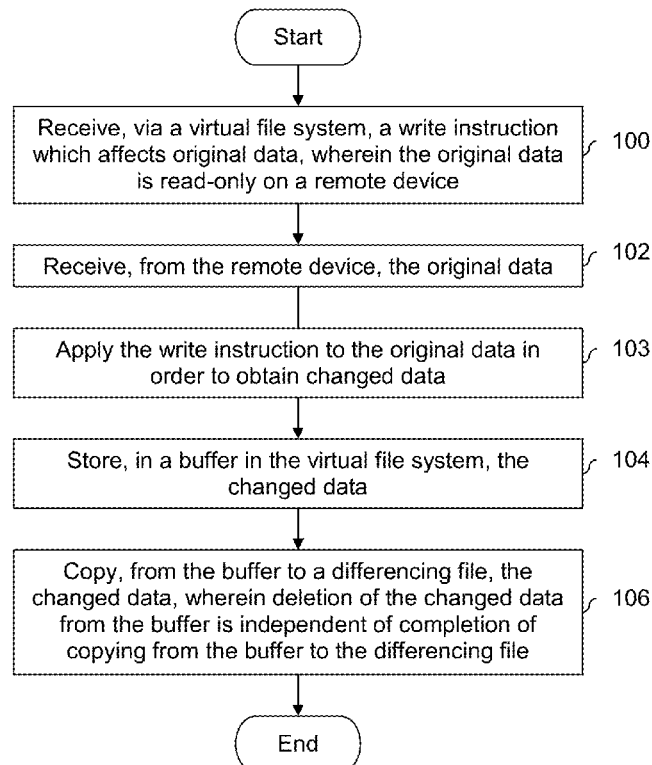 Start
Receive, via a virtual file system, a write instruction
which affects original data, wherein the original data
is read-only on a remote device
100
Receive, from the remote device, the original data
102
Apply the write instruction to the original data in
order to obtain changed data
103
Store, in a buffer in the virtual file system, the
changed data
104
Copy, from the buffer to a differencing file, the
changed data, wherein deletion of the changed data
from the buffer is independent of completion of
copying from the buffer to the differencing file
106
End